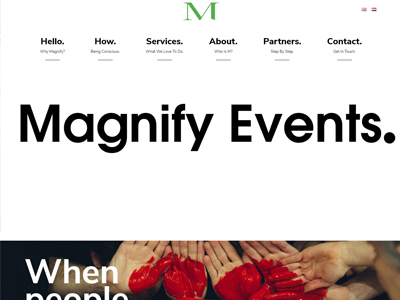 M
Hello. How. Services. About. Partners. Contact.
Why Magnify? Being Conscious. What We Love To Do. Who is M? Step By Step. Get In Touch.
Magnify Events.
When
people